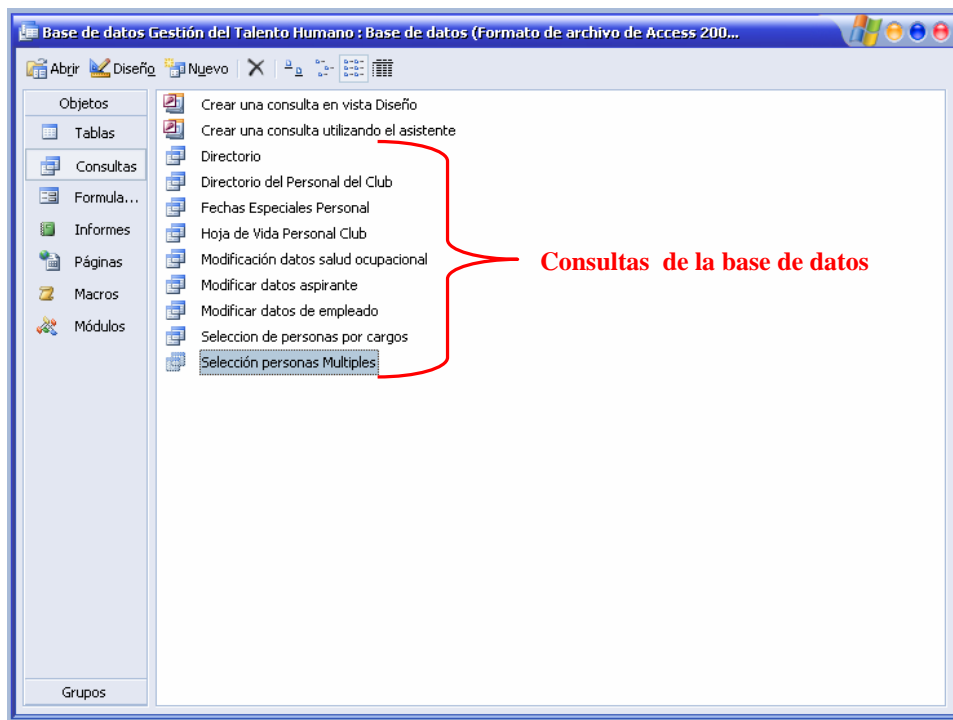 Base de datos Gestión del Talento Humano : Base de datos (Formato de archivo de Access 200...
Abrir Diseño Nuevo
Objetos
Tablas
Consultas
Formula...
Informes
Páginas
Macros
Módulos
Grupos
Crear una consulta en vista Diseño
Crear una consulta utilizando el asistente
Directorio
Directorio del Personal del Club
Fechas Especiales Personal
Hoja de Vida Personal Club
Modificación datos salud ocupacional
Modificar datos aspirante
Modificar datos de empleado
Seleccion de personas por cargos
Selección personas Multiples
Consultas de la base de datos